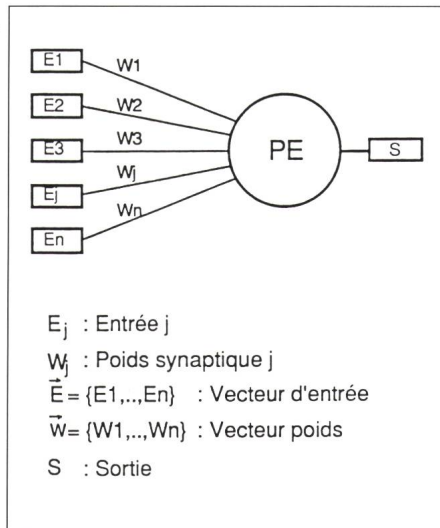 E1
W1
E2
W2
E3
W3
PE
S
Ej
Wj
Wn
En
Ej : Entrée j
Wj : Poids synaptique j
E = {E1,..,En} : Vecteur d'entrée
w = {W1,..,Wn} : Vecteur poids
S : Sortie